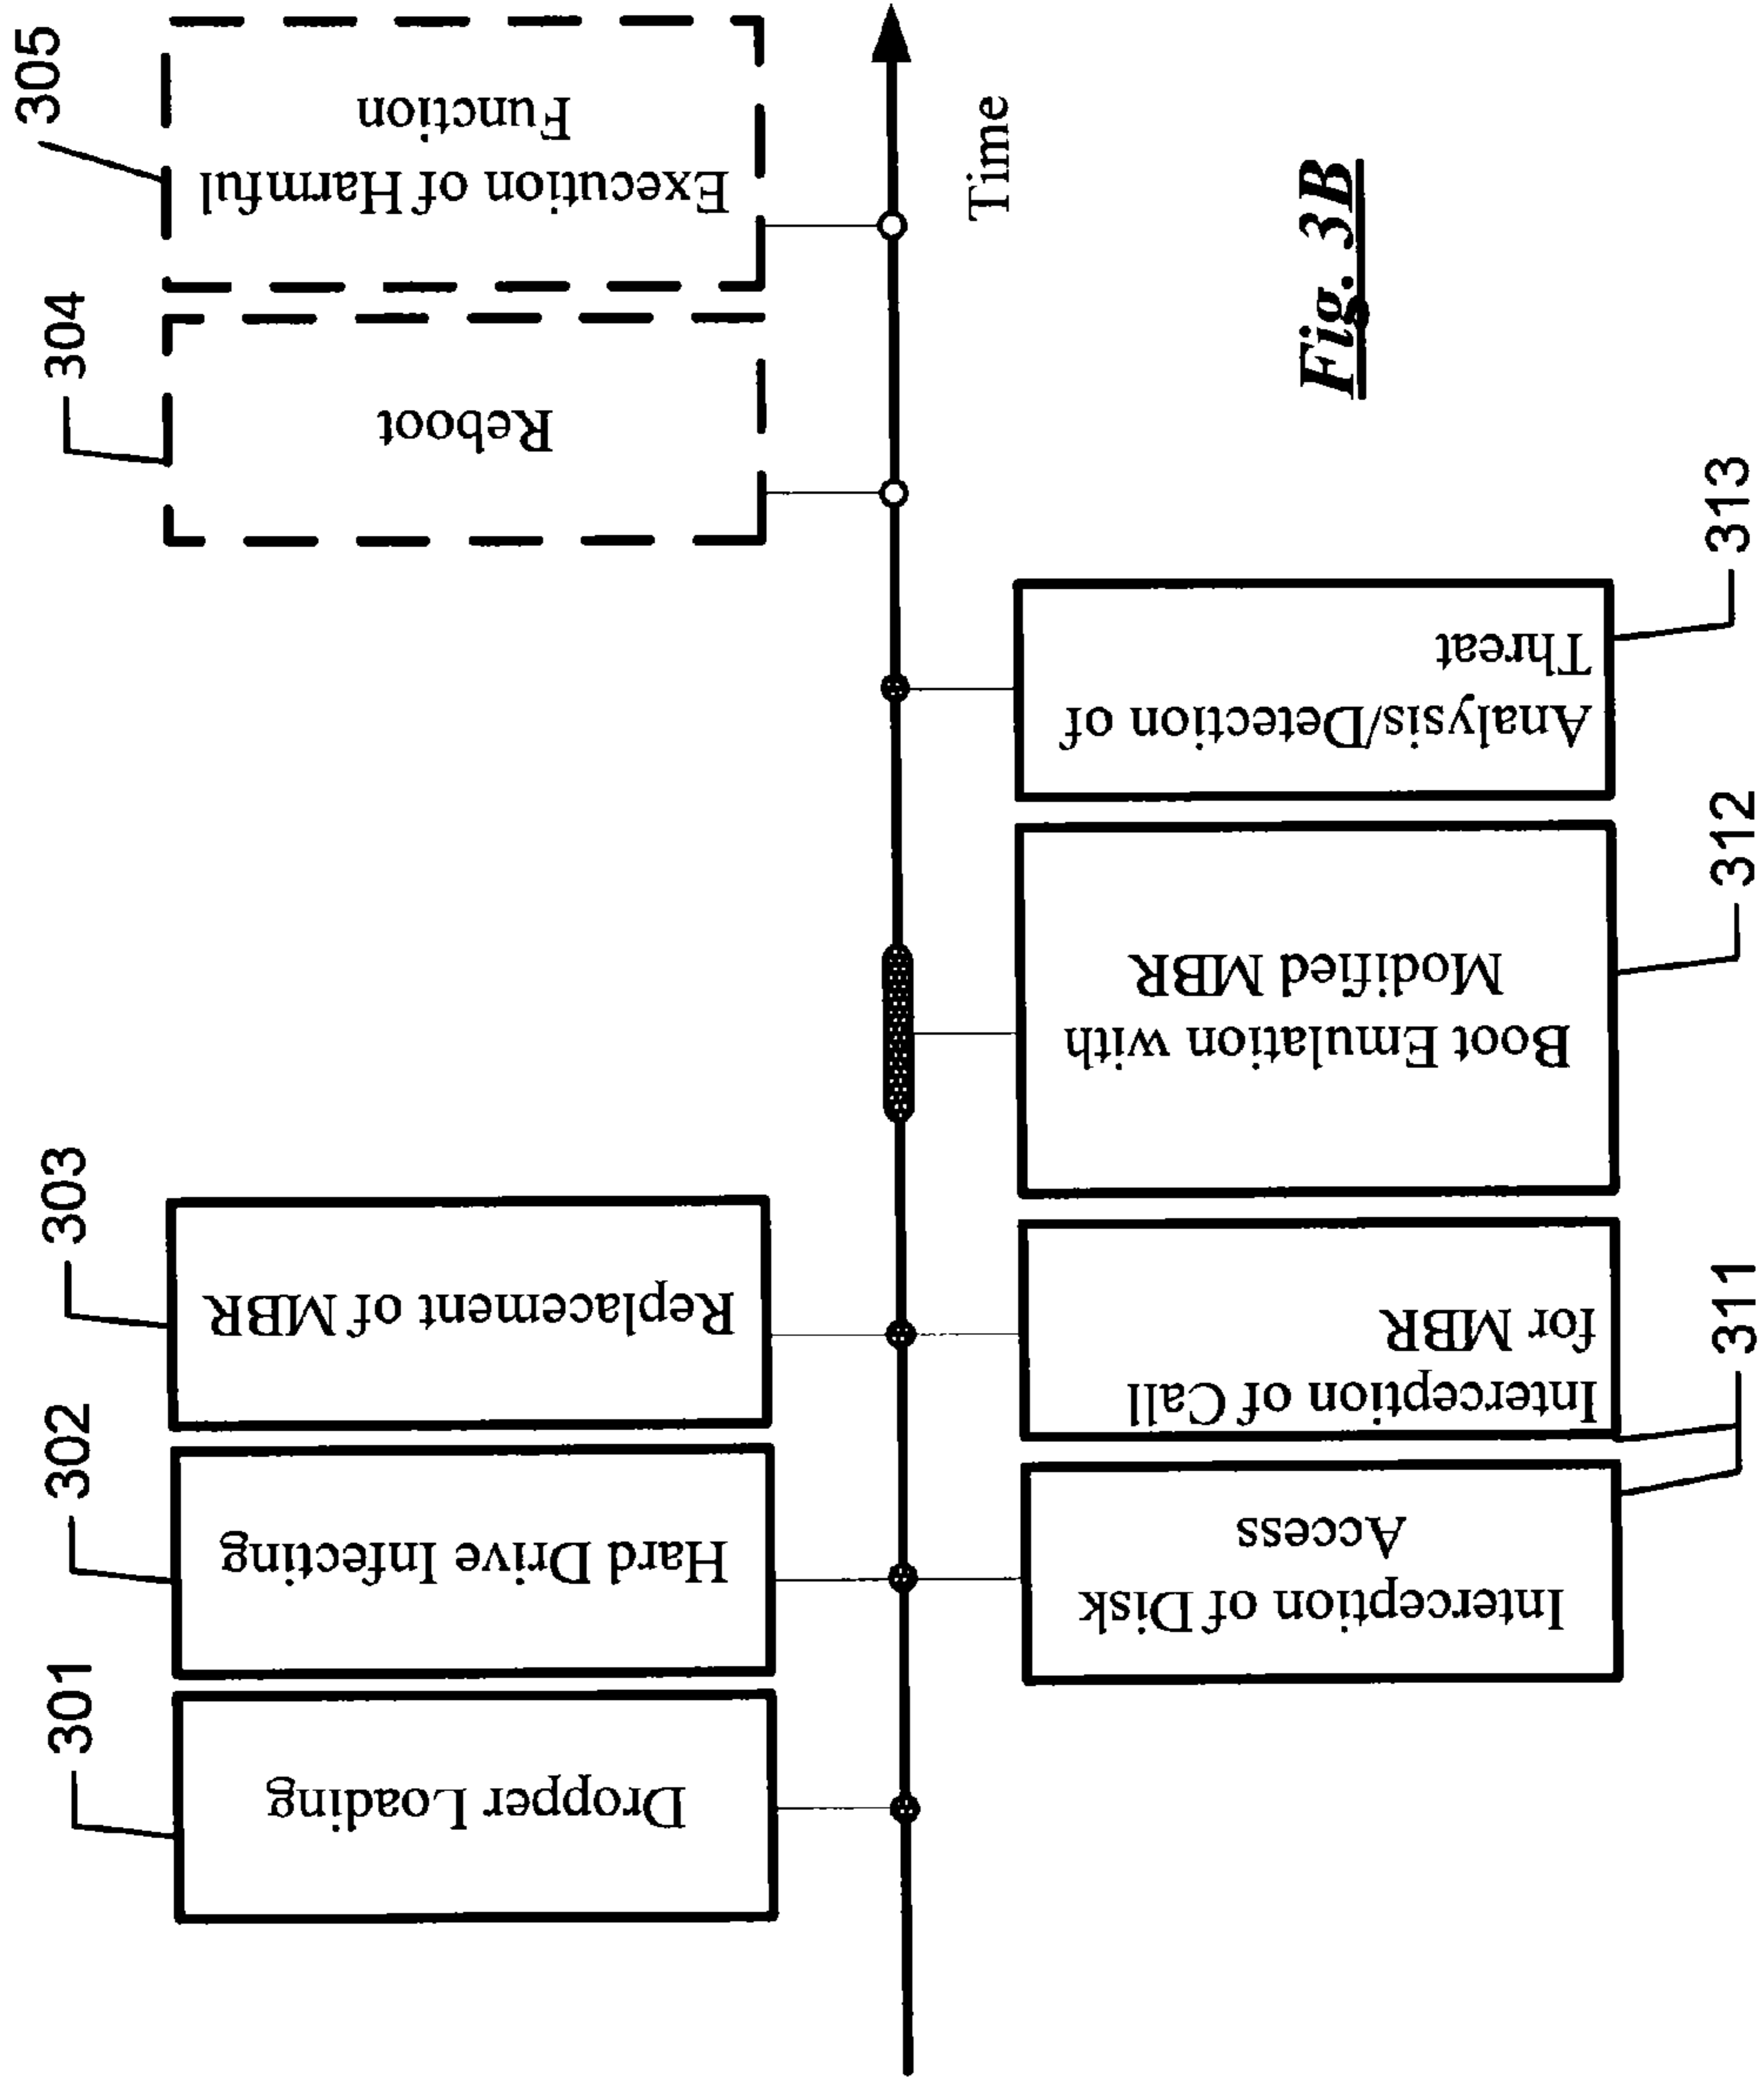 301
302
303
304
305
Dropper Loading
Hard Drive Infecting
Replacement of MBR
Reboot
Execution of Harmful
Function
Time
Interception of Disk
Access
Interception of Call
for MBR
Boot Emulation with
Modified MBR
Analysis/Detection of
Threat
311
312
313
Fig. 3B